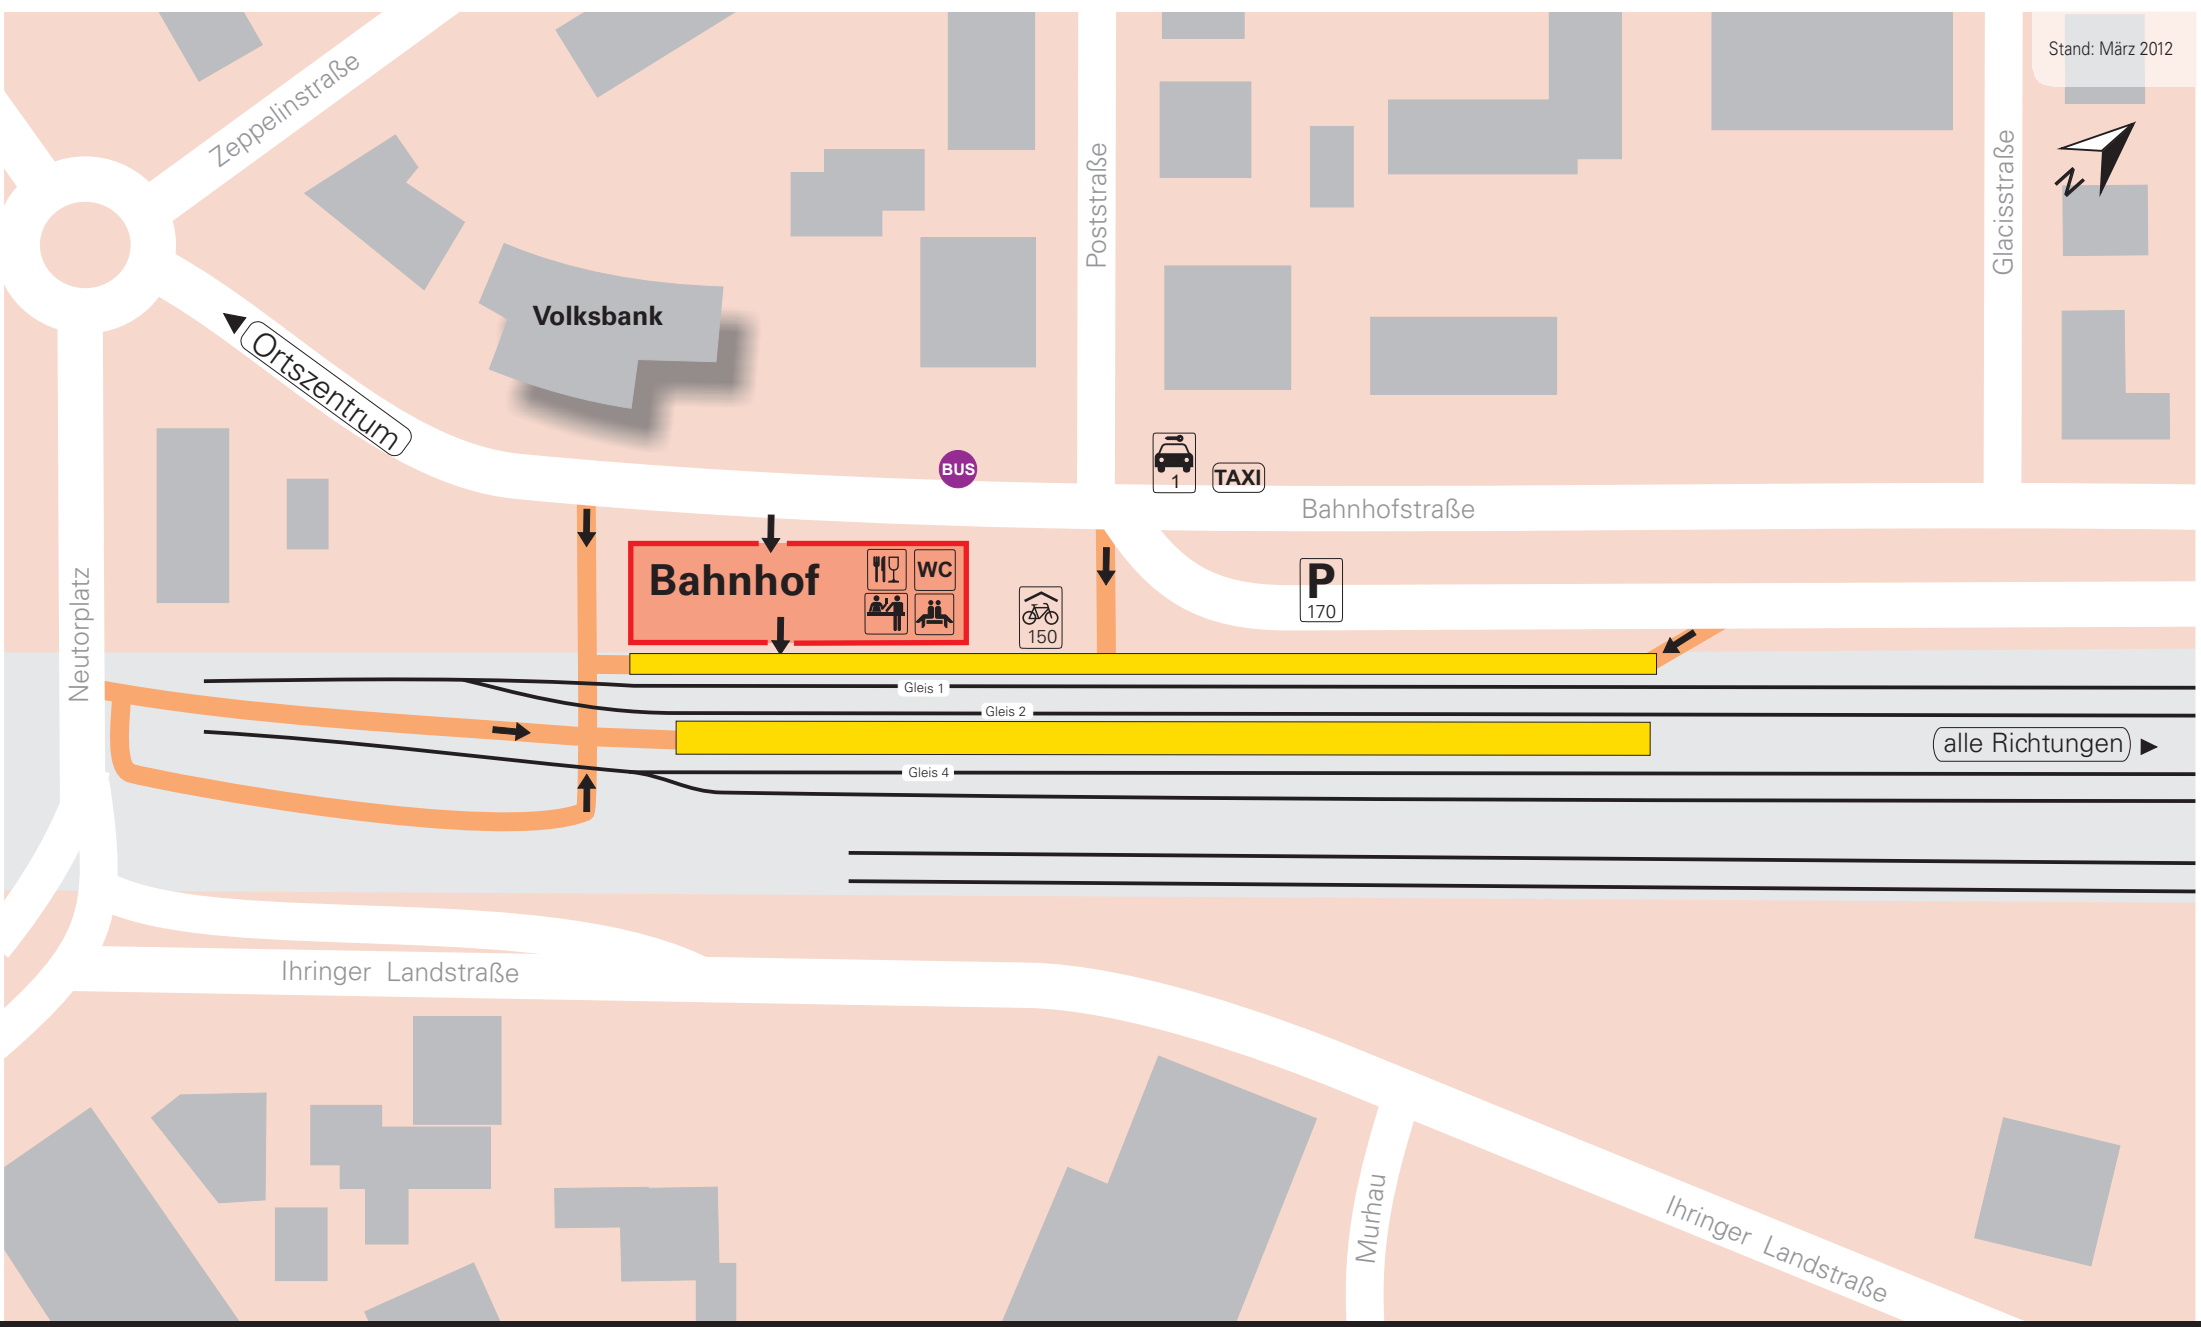 Stand: März 2012
Zeppelinstraße
Poststraße
Glacisstraße
N
Volksbank
Ortszentrum
BUS
1
TAXI
Bahnhofstraße
Neutorplatz
Bahnhof
WC
150
P
170
Gleis 1
Gleis 2
alle Richtungen
Gleis 4
Ihringer Landstraße
Murhau
Ihringer Landstraße